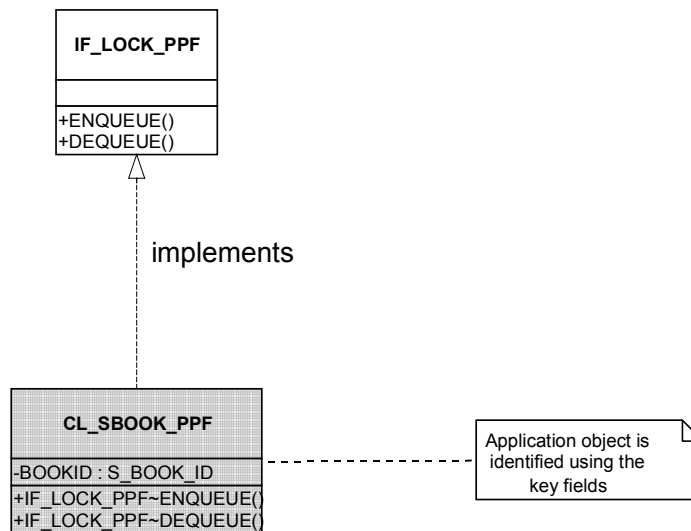 IF_LOCK_PPF
+ENQUEUE()
+DEQUEUE()
implements
CL_SBOOK_PPF
-BOOKID : S_BOOK_ID
+IF_LOCK_PPF~ENQUEUE()
+IF_LOCK_PPF~DEQUEUE()
Application object is
identified using the
key fields